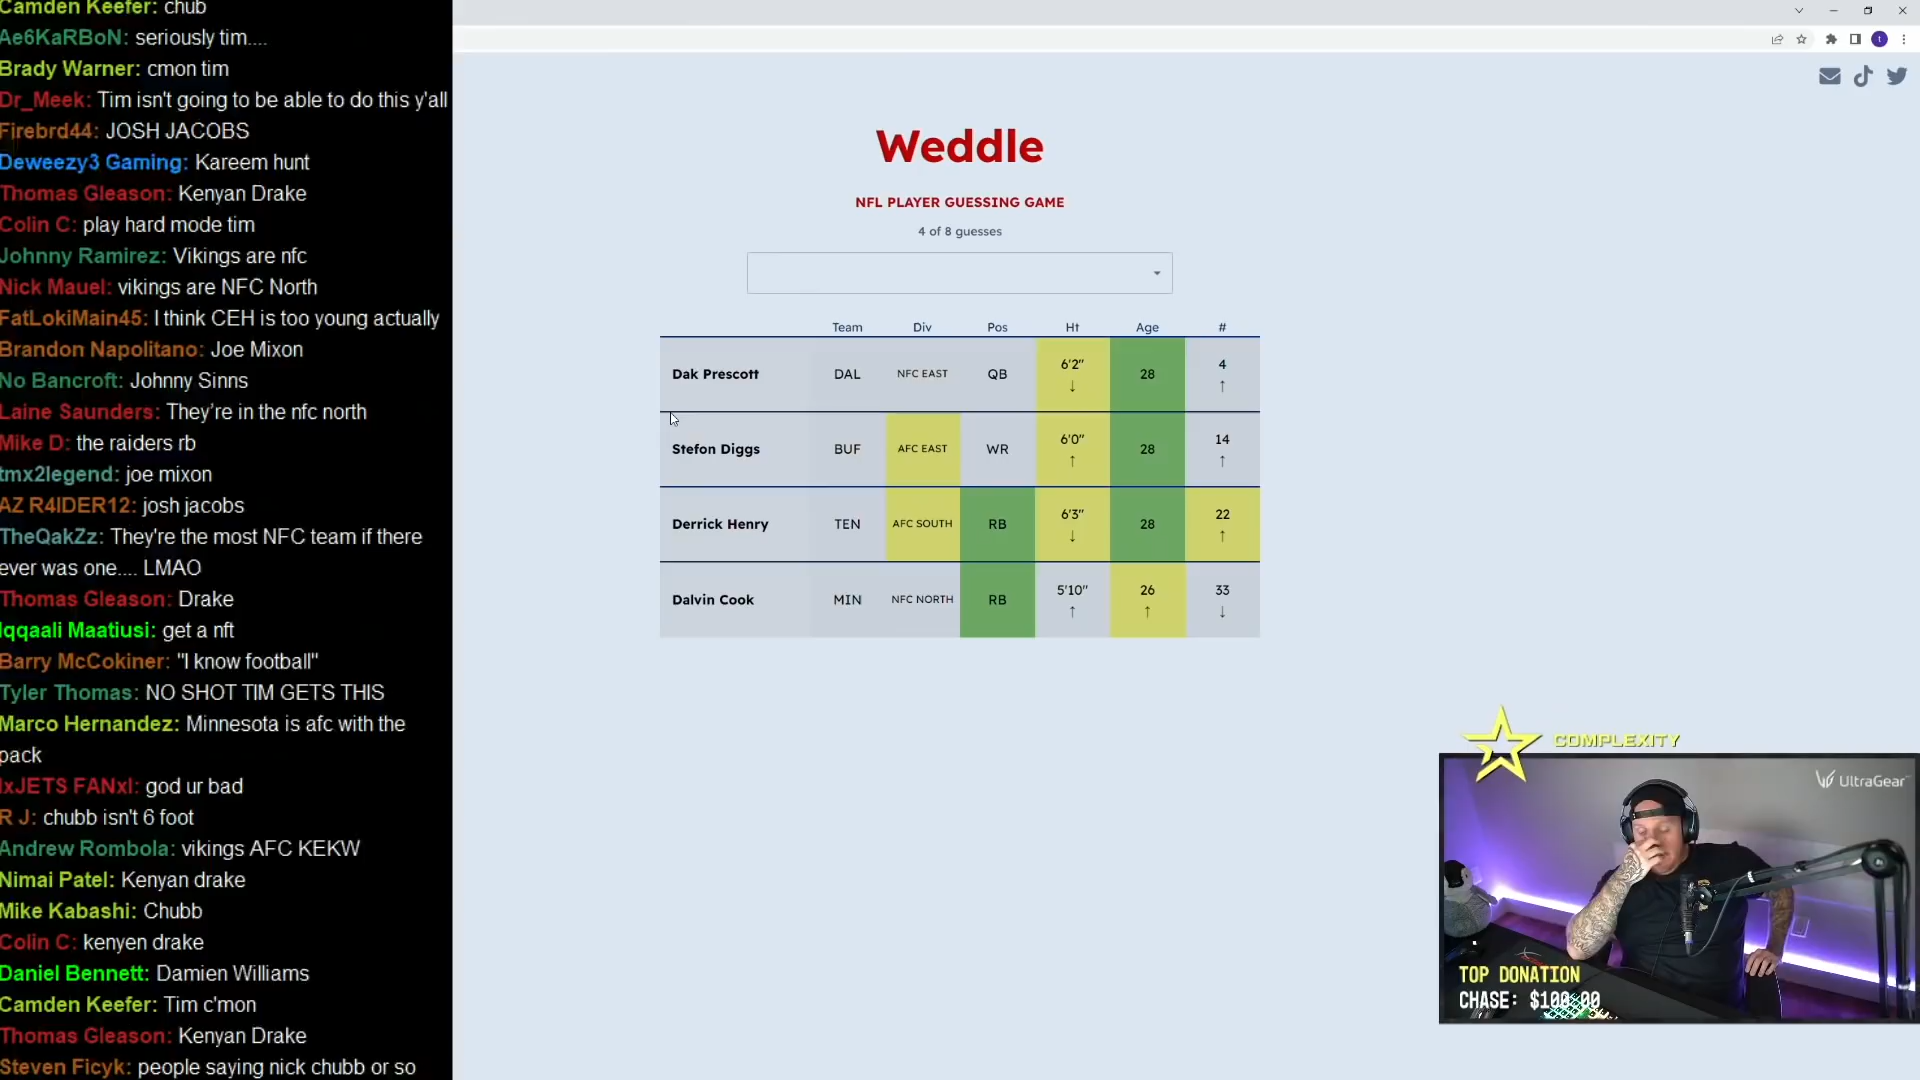 Camden Keefer: chub
Ae6KaRBoN: seriously tim....
Brady Warner: cmon tim
Dr_Meek: Tim isn't going to be able to do this y'all
Firebrd44: JOSH JACOBS
Deweezy3 Gaming: Kareem hunt
Thomas Gleason: Kenyan Drake
Colin C: play hard mode tim
Johnny Ramirez: Vikings are nfc
Nick Mauel: vikings are NFC North
FatLokiMain45: I think CEH is too young actually
Brandon Napolitano: Joe Mixon
No Bancroft: Johnny Sinns
Laine Saunders: They're in the nfc north
Mike D: the raiders rb
tmx2legend: joe mixon
AZ R4IDER12: josh jacobs
TheQakZz: They're the most NFC team if there
ever was one.... LMAO
Thomas Gleason: Drake
Iqqaali Maatiusi: get a nft
Barry McCokiner: "I know football"
Tyler Thomas: NO SHOT TIM GETS THIS
Marco Hernandez: Minnesota is afc with the
pack
IxJETS FANxI: god ur bad
R J: chubb isn't 6 foot
Andrew Rombola: vikings AFC KEKW
Nimai Patel: Kenyan drake
Mike Kabashi: Chubb
Colin C: kenyen drake
Daniel Bennett: Damien Williams
Camden Keefer: Tim c'mon
Thomas Gleason: Kenyan Drake
Steven Ficyk: people saying nick chubb or so
t
Weddle
NFL PLAYER GUESSING GAME
4 of 8 guesses
Team Div Pos Ht Age #
Dak Prescott DAL NFC EAST QB 6'2" ↓ 28 4 ↑
Stefon Diggs BUF AFC EAST WR 6'0" ↑ 28 14 ↑
Derrick Henry TEN AFC SOUTH RB 6'3" ↓ 28 22 ↑
Dalvin Cook MIN NFC NORTH RB 5'10" ↑ 26 ↑ 33 ↓
COMPLEXITY
UltraGear
TOP DONATION
CHASE: $100.00